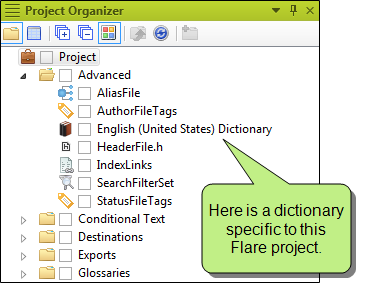 Project Organizer
Project
Advanced
AliasFile
AuthorFileTags
English (United States) Dictionary
HeaderFile.h
IndexLinks
SearchFilterSet
StatusFileTags
Conditional Text
Destinations
Exports
Glossaries
Here is a dictionary
specific to this
Flare project.